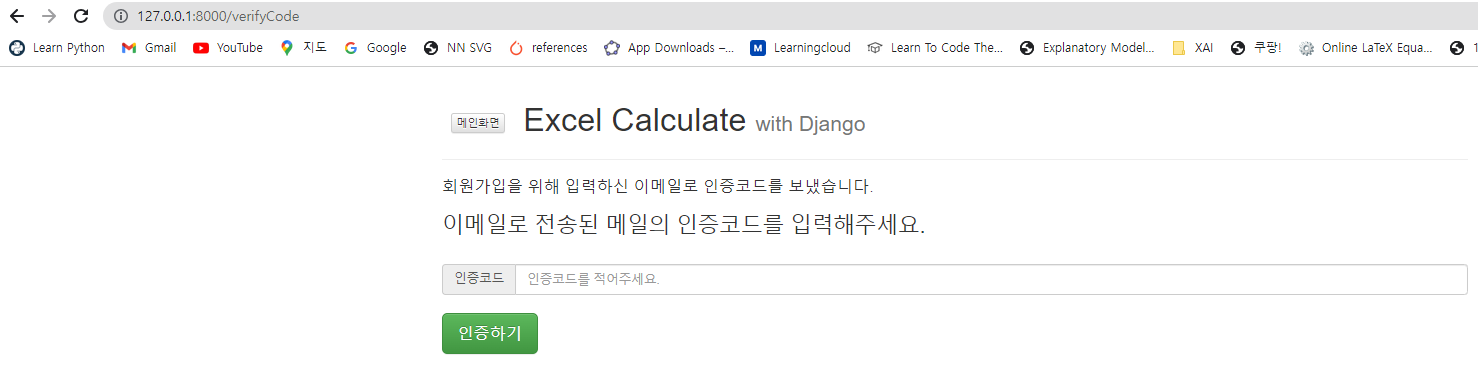 127.0.0.1:8000/verifyCode
Learn Python Gmail YouTube 지도 Google NN SVG references App Downloads –... Learningcloud Learn To Code The... Explanatory Model... XAI 쿠팡! Online LaTeX Equa... 1
메인화면 Excel Calculate with Django
회원가입을 위해 입력하신 이메일로 인증코드를 보냈습니다.
이메일로 전송된 메일의 인증코드를 입력해주세요.
인증코드 인증코드를 적어주세요.
인증하기